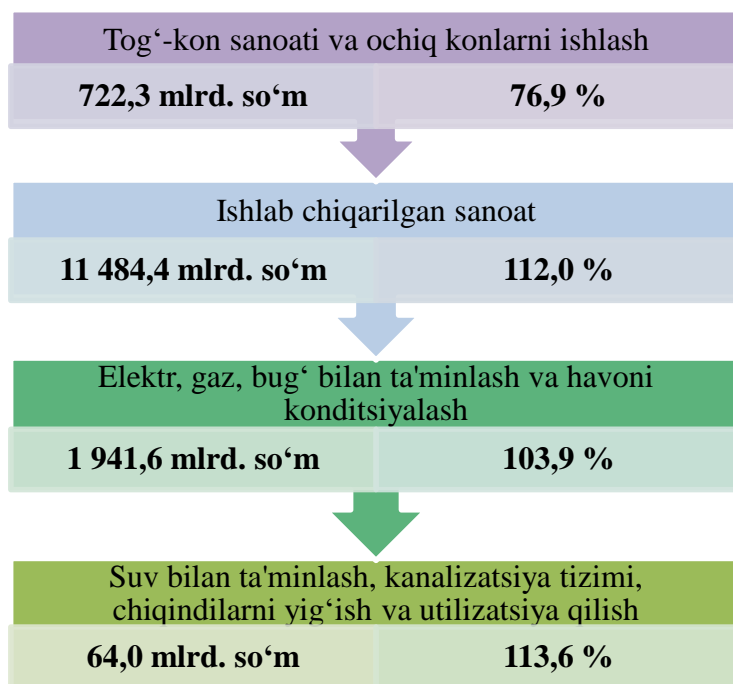 Tog‘-kon sanoati va ochiq konlarni ishlash
722,3 mlrd. so‘m 76,9 %
Ishlab chiqarilgan sanoat
11 484,4 mlrd. so‘m 112,0 %
Elektr, gaz, bug‘ bilan ta'minlash va havoni
konditsiyalash
1 941,6 mlrd. so‘m 103,9 %
Suv bilan ta'minlash, kanalizatsiya tizimi,
chiqindilarni yig‘ish va utilizatsiya qilish
64,0 mlrd. so‘m 113,6 %